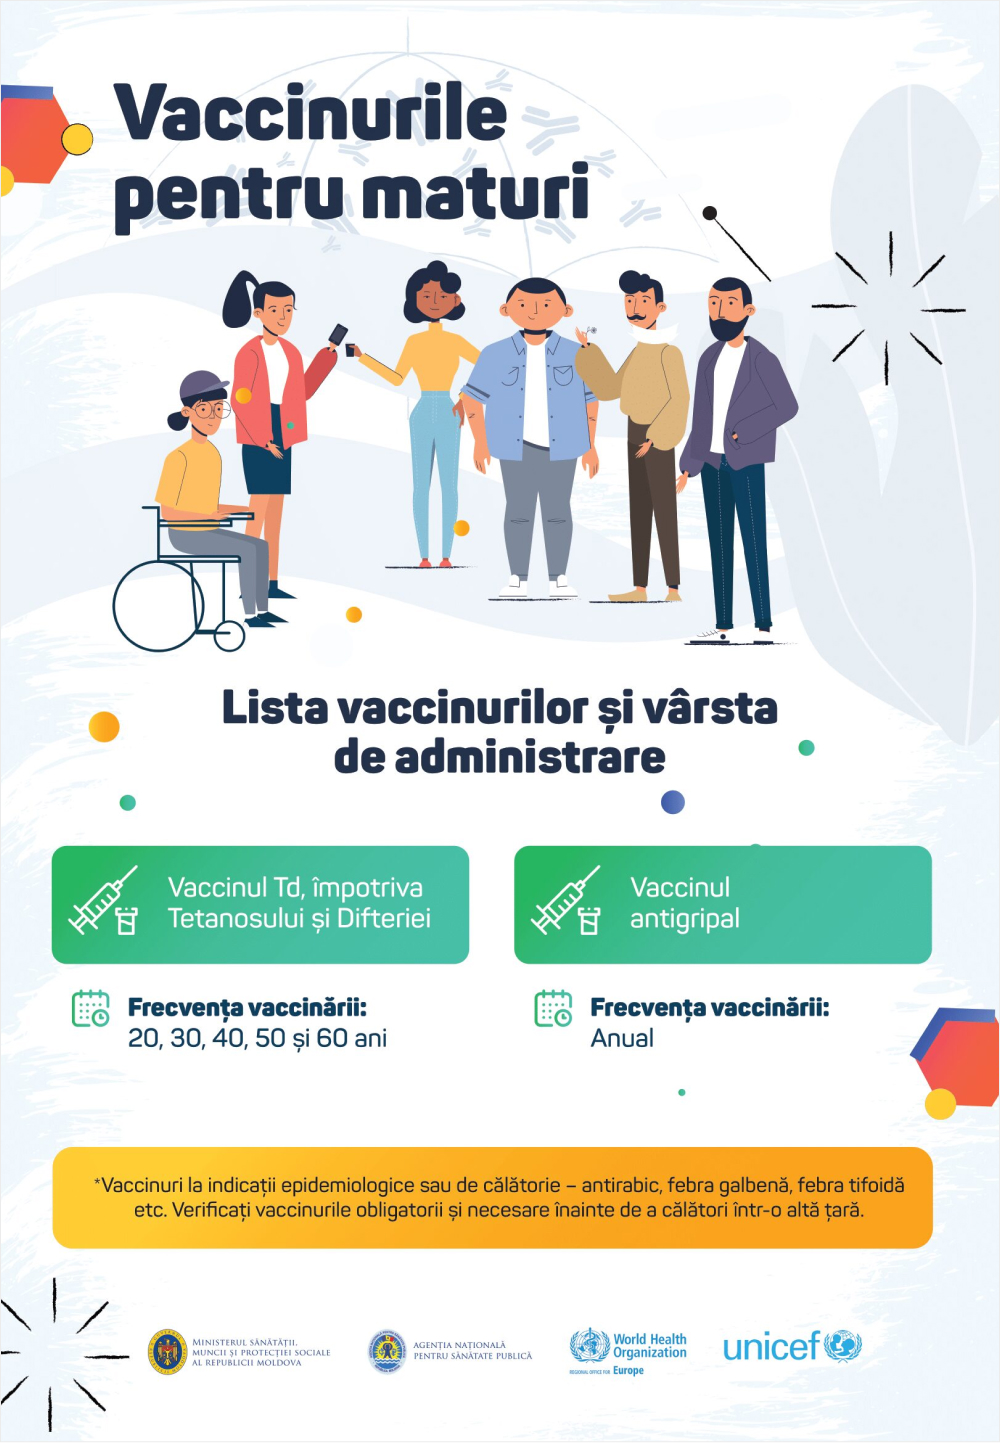 Vaccinurile
pentru maturi
Lista vaccinurilor și vârsta
de administrare
Vaccinul Td, împotriva
Tetanosului și Difteriei
Frecvența vaccinării:
20, 30, 40, 50 și 60 ani
Vaccinul
antigripal
Frecvența vaccinării:
Anual
*Vaccinuri la indicații epidemiologice sau de călătorie – antirabic, febra galbenă, febra tifoidă
etc. Verificați vaccinurile obligatorii și necesare înainte de a călători într-o altă țară.
MINISTERUL SĂNĂTĂȚII,
MUNCII ȘI PROTECȚIEI SOCIALE
AL REPUBLICII MOLDOVA
AGENȚIA NAȚIONALĂ
PENTRU SĂNĂTATE PUBLICĂ
World Health
Organization
REGIONAL OFFICE FOR Europe
unicef